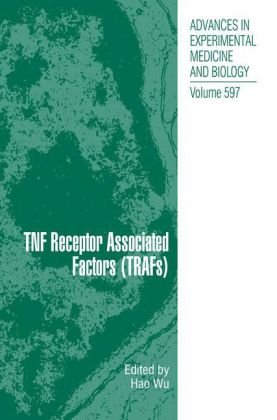 ADVANCES IN
EXPERIMENTAL
MEDICINE
AND BIOLOGY
Volume 597
TNF Receptor Associated
Factors (TRAFs)
Edited by
Hao Wu